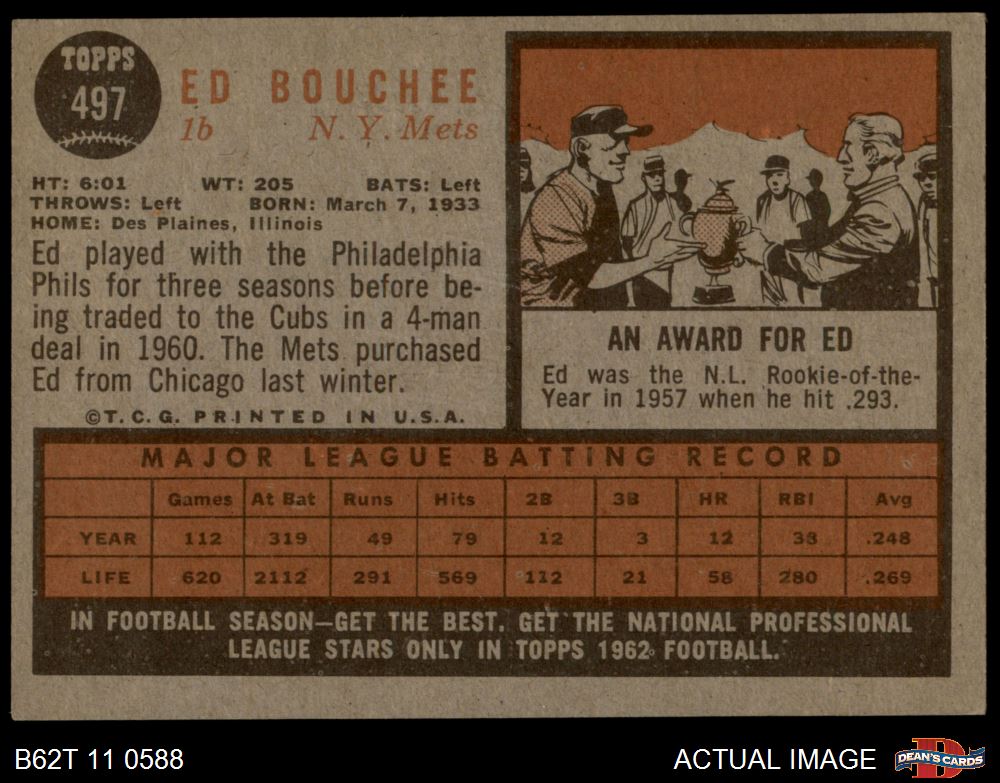 TOPPS
497
ED BOUCHEE
1b N. Y. Mets
HT: 6:01 WT: 205 BATS: Left
THROWS: Left BORN: March 7, 1933
HOME: Des Plaines, Illinois
Ed played with the Philadelphia
Phils for three seasons before be-
ing traded to the Cubs in a 4-man
deal in 1960. The Mets purchased
Ed from Chicago last winter.
©T.C.G. PRINTED IN U.S.A.
AN AWARD FOR ED
Ed was the N.L. Rookie-of-the-
Year in 1957 when he hit .293.
MAJOR LEAGUE BATTING RECORD
Games At Bat Runs Hits 2B 3B HR RBI Avg
YEAR 112 319 49 79 12 3 12 38 .248
LIFE 620 2112 291 569 112 21 58 280 .269
IN FOOTBALL SEASON—GET THE BEST. GET THE NATIONAL PROFESSIONAL
LEAGUE STARS ONLY IN TOPPS 1962 FOOTBALL.
B62T 11 0588 ACTUAL IMAGE D DEAN'S CARDS